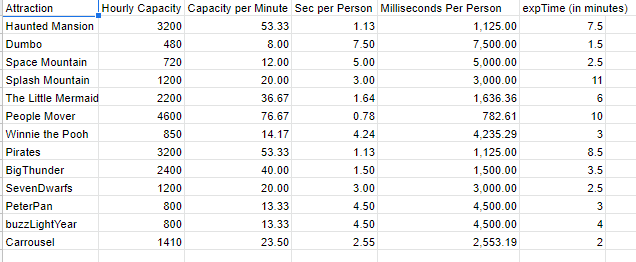 Attraction Hourly Capacity Capacity per Minute Sec per Person Milliseconds Per Person expTime (in minutes)
Haunted Mansion 3200 53.33 1.13 1,125.00 7.5
Dumbo 480 8.00 7.50 7,500.00 1.5
Space Mountain 720 12.00 5.00 5,000.00 2.5
Splash Mountain 1200 20.00 3.00 3,000.00 11
The Little Mermaid 2200 36.67 1.64 1,636.36 6
People Mover 4600 76.67 0.78 782.61 10
Winnie the Pooh 850 14.17 4.24 4,235.29 3
Pirates 3200 53.33 1.13 1,125.00 8.5
BigThunder 2400 40.00 1.50 1,500.00 3.5
SevenDwarfs 1200 20.00 3.00 3,000.00 2.5
PeterPan 800 13.33 4.50 4,500.00 3
buzzLightYear 800 13.33 4.50 4,500.00 4
Carrousel 1410 23.50 2.55 2,553.19 2